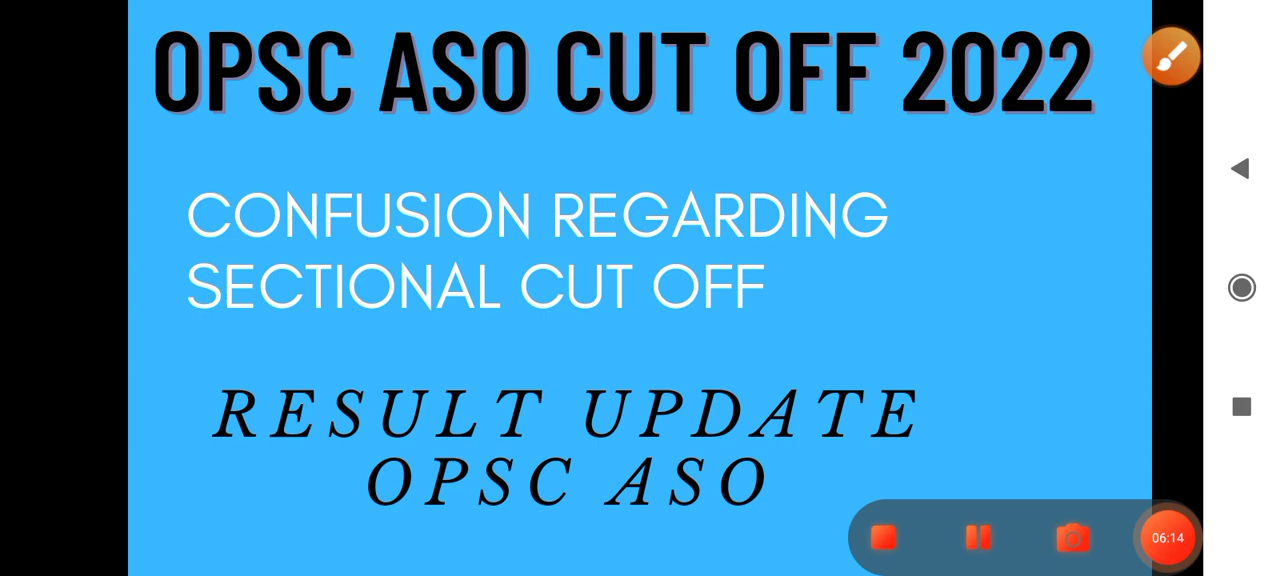 OPSC ASO CUT OFF 2022
CONFUSION REGARDING
SECTIONAL CUT OFF
RESULT UPDATE
OPSC ASO
06:14